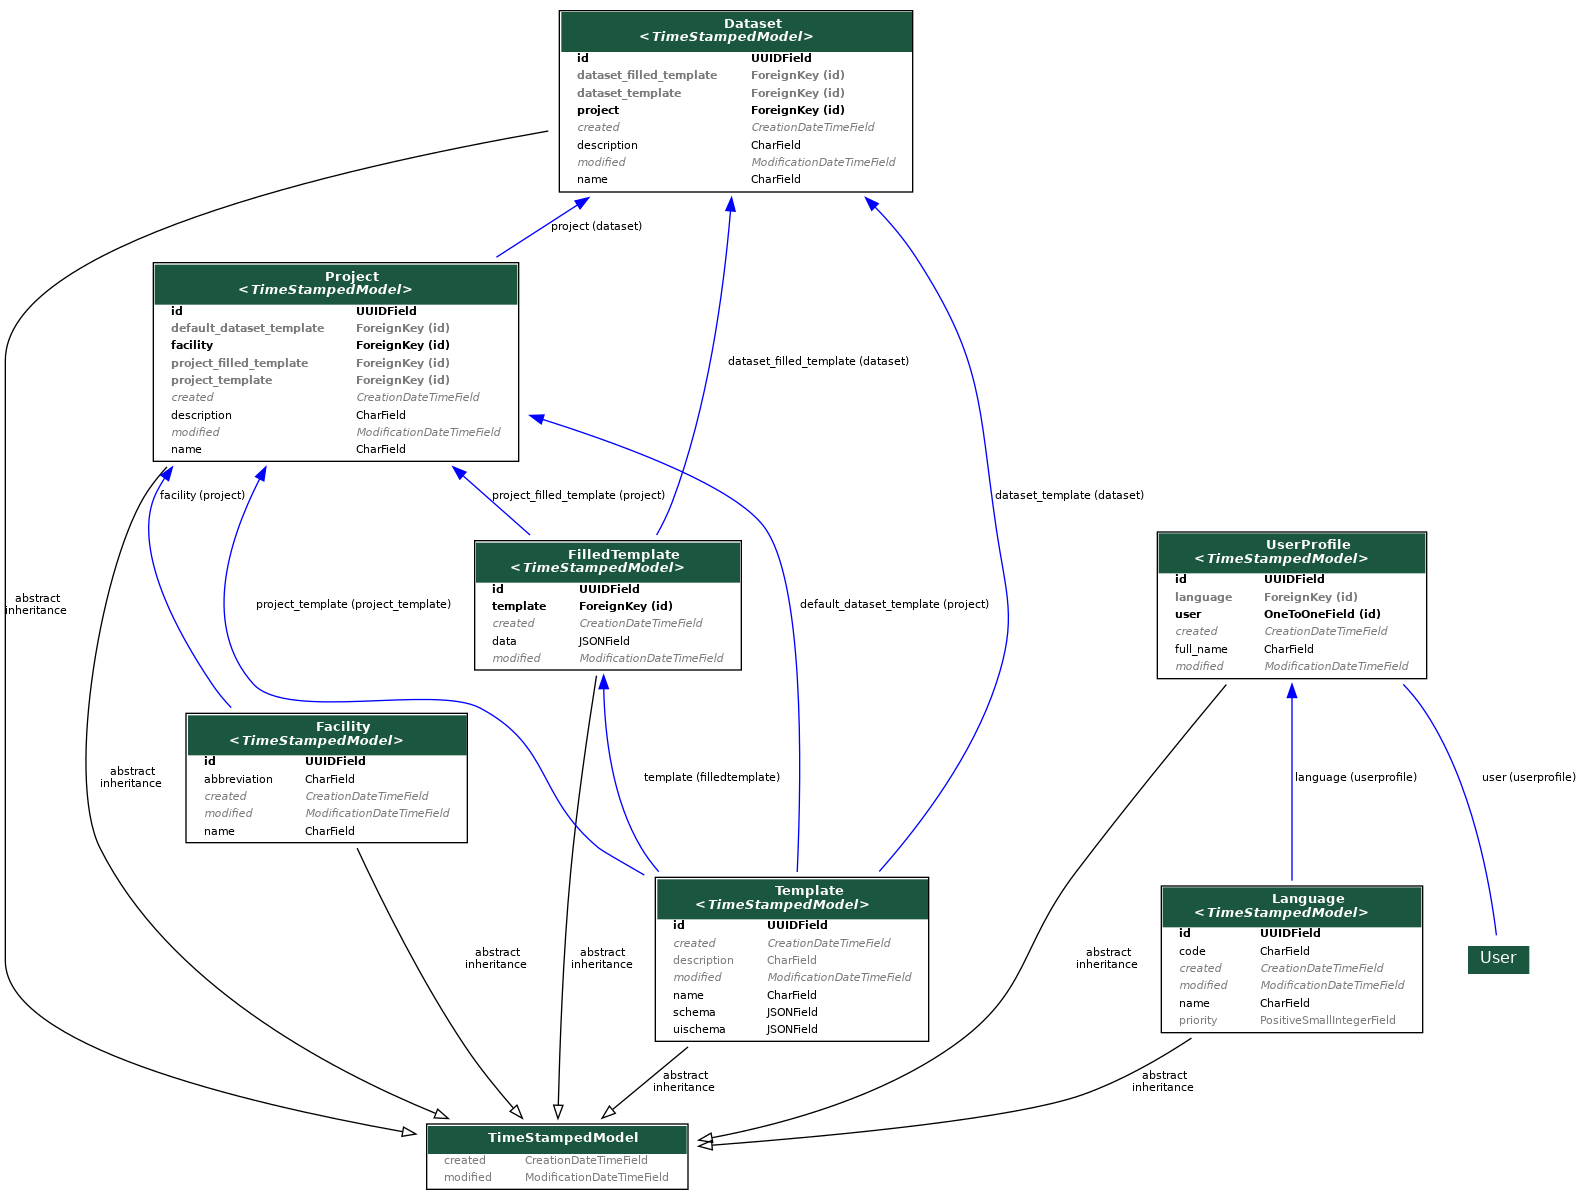 Dataset
<TimeStampedModel>
id UUIDField
dataset_filled_template ForeignKey (id)
dataset_template ForeignKey (id)
project ForeignKey (id)
created CreationDateTimeField
description CharField
modified ModificationDateTimeField
name CharField
project (dataset)
Project
<TimeStampedModel>
id UUIDField
default_dataset_template ForeignKey (id)
facility ForeignKey (id)
project_filled_template ForeignKey (id)
project_template ForeignKey (id)
created CreationDateTimeField
description CharField
modified ModificationDateTimeField
name CharField
dataset_filled_template (dataset)
facility (project)
project_filled_template (project)
dataset_template (dataset)
FilledTemplate
<TimeStampedModel>
id UUIDField
template ForeignKey (id)
created CreationDateTimeField
data JSONField
modified ModificationDateTimeField
UserProfile
<TimeStampedModel>
id UUIDField
language ForeignKey (id)
user OneToOneField (id)
created CreationDateTimeField
full_name CharField
modified ModificationDateTimeField
abstract
inheritance
project_template (project_template)
default_dataset_template (project)
Facility
<TimeStampedModel>
id UUIDField
abbreviation CharField
created CreationDateTimeField
modified ModificationDateTimeField
name CharField
abstract
inheritance
template (filledtemplate)
language (userprofile)
user (userprofile)
Template
<TimeStampedModel>
id UUIDField
created CreationDateTimeField
description CharField
modified ModificationDateTimeField
name CharField
schema JSONField
uischema JSONField
Language
<TimeStampedModel>
id UUIDField
code CharField
created CreationDateTimeField
modified ModificationDateTimeField
name CharField
priority PositiveSmallIntegerField
User
abstract
inheritance
abstract
inheritance
abstract
inheritance
abstract
inheritance
abstract
inheritance
TimeStampedModel
created CreationDateTimeField
modified ModificationDateTimeField